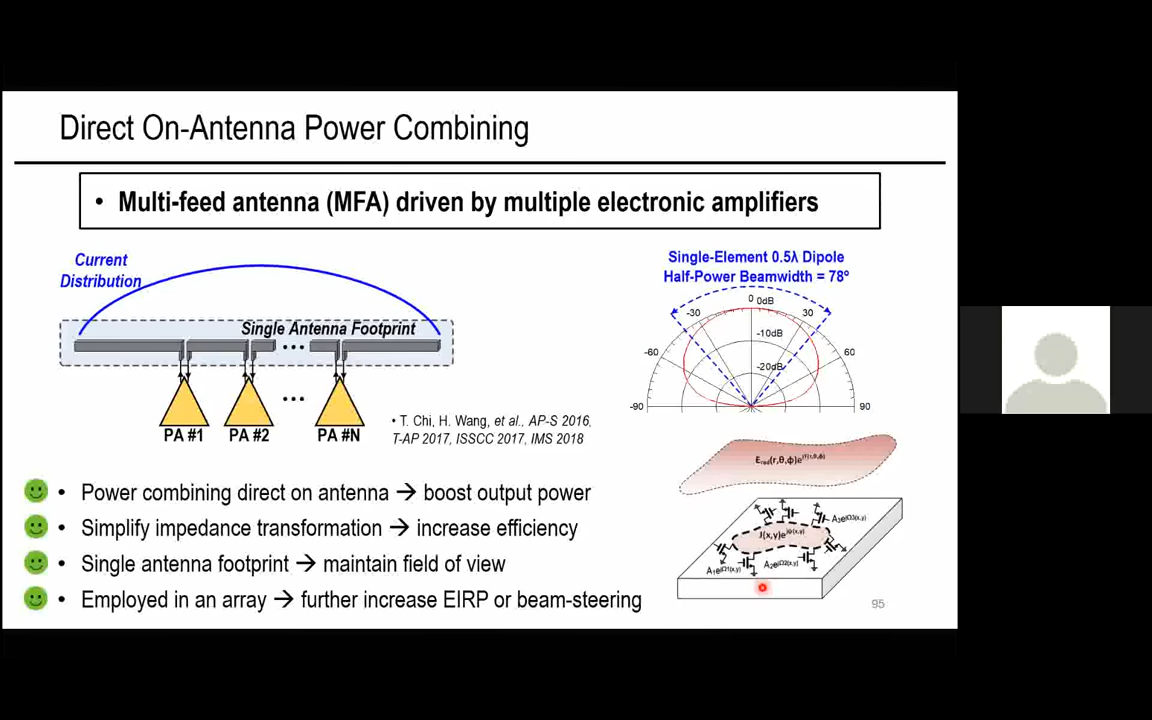 Direct On-Antenna Power Combining
• Multi-feed antenna (MFA) driven by multiple electronic amplifiers
Current
Distribution
Single Antenna Footprint
...
...
PA #1 PA #2 PA #N
• T. Chi, H. Wang, et al., AP-S 2016,
T-AP 2017, ISSCC 2017, IMS 2018
Single-Element 0.5λ Dipole
Half-Power Beamwidth = 78º
0 0dB
-30 30
-10dB
-60 60
-20dB
-90 90
Erad(r,θ,ϕ)e
J(x,y)e
• Power combining direct on antenna → boost output power
• Simplify impedance transformation → increase efficiency
• Single antenna footprint → maintain field of view
• Employed in an array → further increase EIRP or beam-steering
95